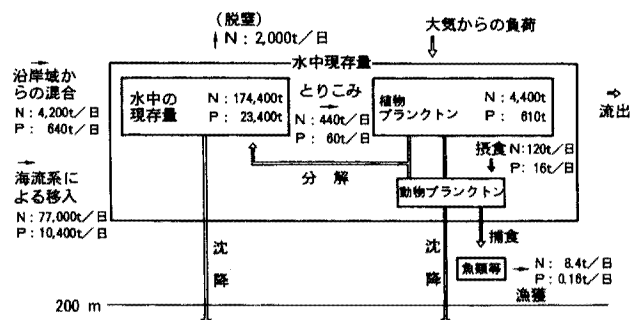 （脱窒）
N：2,000t／日
大気からの負荷
水中現存量
沿岸域か
らの混合
N：4,200t／日
P：640t／日
水中の
現存量
N：174,400t
P：23,400t
とりこみ
N：440t／日
P：60t／日
植物
プランクトン
N：4,400t
P：610t
流出
分解
摂食
N：120t／日
P：16t／日
動物プランクトン
海流系に
よる移入
N：77,000t／日
P：10,400t／日
沈
降
沈
降
捕食
魚類等
N：8.4t／日
P：0.16t／日
漁獲
200 m